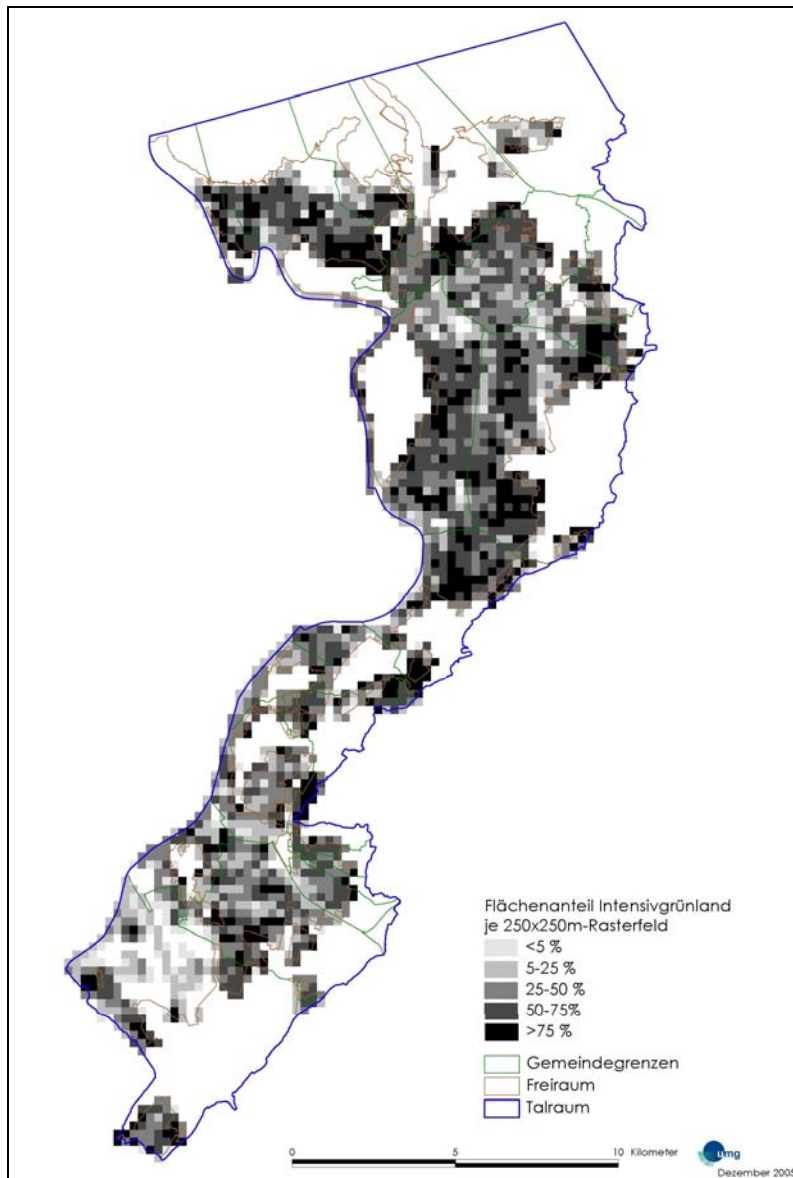 Flächenanteil Intensivgrünland
je 250x250m-Rasterfeld
<5 %
5-25 %
25-50 %
50-75%
>75 %
Gemeindegrenzen
Freiraum
Talraum
0 5 Kilometer 10
umg
Dezember 2005